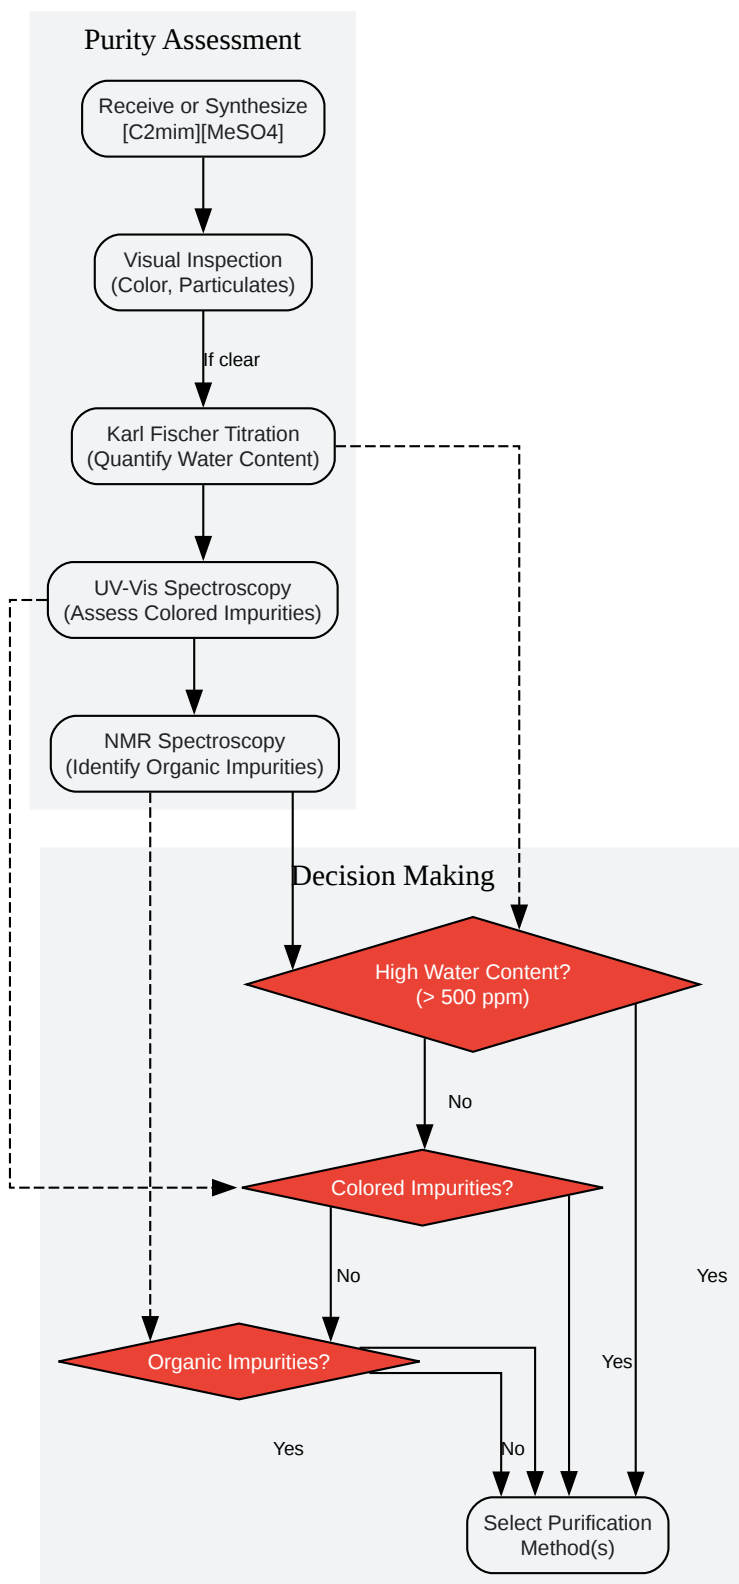 Purity Assessment
Receive or Synthesize
[C2mim][MeSO4]
Visual Inspection
(Color, Particulates)
If clear
Karl Fischer Titration
(Quantify Water Content)
UV-Vis Spectroscopy
(Assess Colored Impurities)
NMR Spectroscopy
(Identify Organic Impurities)
Decision Making
High Water Content?
(> 500 ppm)
No
Colored Impurities?
No
Yes
Organic Impurities?
Yes
Yes
No
Select Purification
Method(s)